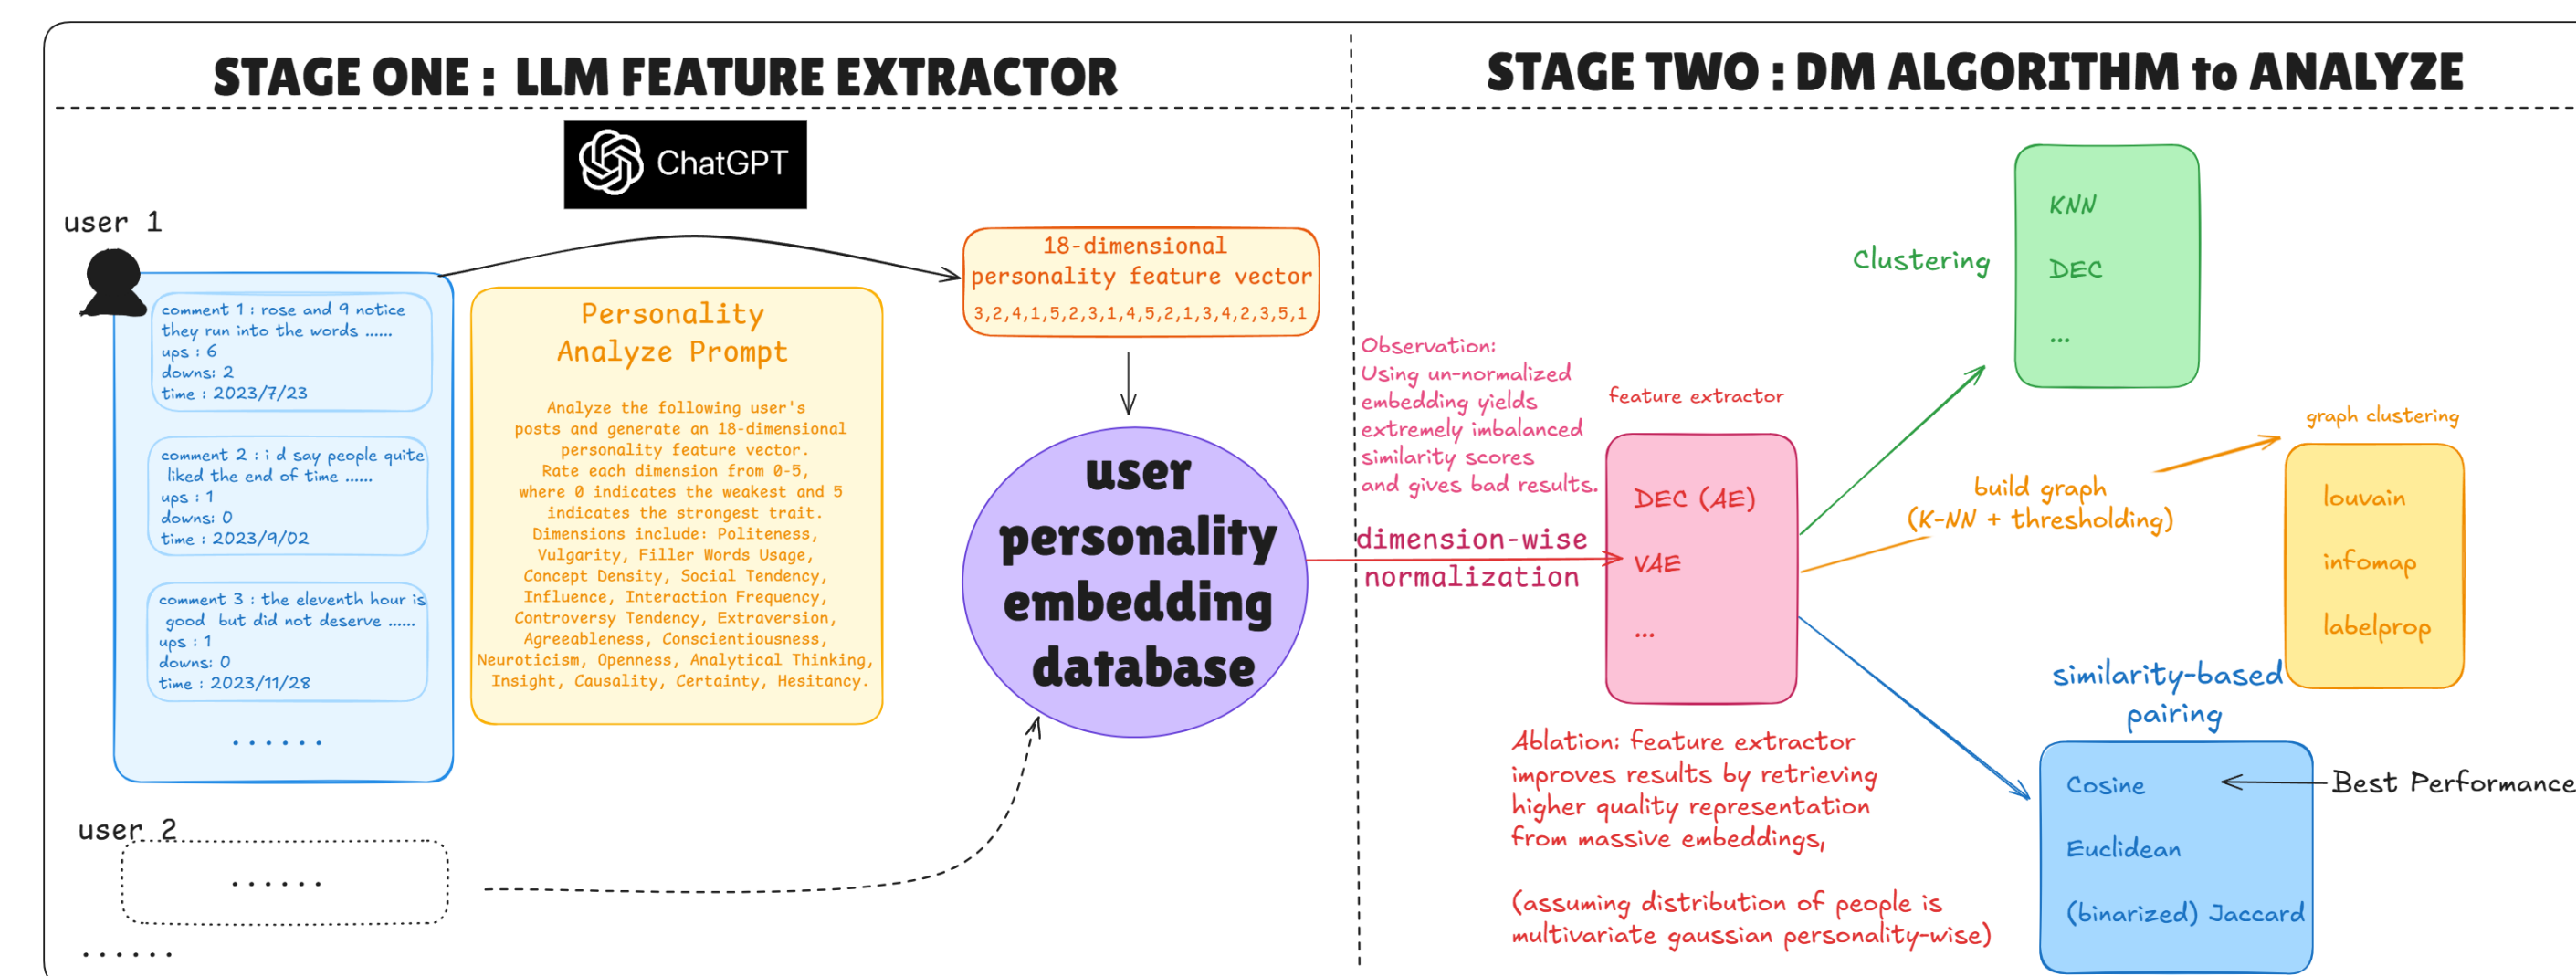 STAGE ONE : LLM FEATURE EXTRACTOR
ChatGPT
user 1
comment 1 : rose and 9 notice
they run into the words ......
ups : 6
downs: 2
time : 2023/7/23
comment 2 : i d say people quite
liked the end of time ......
ups : 1
downs: 0
time : 2023/9/02
comment 3 : the eleventh hour is
good but did not deserve ......
ups : 1
downs: 0
time : 2023/11/28
......
Personality
Analyze Prompt
Analyze the following user's
posts and generate an 18-dimensional
personality feature vector.
Rate each dimension from 0-5,
where 0 indicates the weakest and 5
indicates the strongest trait.
Dimensions include: Politeness,
Vulgarity, Filler Words Usage,
Concept Density, Social Tendency,
Influence, Interaction Frequency,
Controversy Tendency, Extraversion,
Agreeableness, Conscientiousness,
Neuroticism, Openness, Analytical Thinking,
Insight, Causality, Certainty, Hesitancy.
18-dimensional
personality feature vector
3,2,4,1,5,2,3,1,4,5,2,1,3,4,2,3,5,1
user
personality
embedding
database
user 2
......
......
STAGE TWO : DM ALGORITHM to ANALYZE
Observation:
Using un-normalized
embedding yields
extremely imbalanced
similarity scores
and gives bad results.
dimension-wise
normalization
feature extractor
DEC (AE)
VAE
...
Ablation: feature extractor
improves results by retrieving
higher quality representation
from massive embeddings,
(assuming distribution of people is
multivariate gaussian personality-wise)
Clustering
KNN
DEC
...
build graph
(K-NN + thresholding)
graph clustering
louvain
infomap
labelprop
similarity-based
pairing
Cosine
Euclidean
(binarized) Jaccard
Best Performance